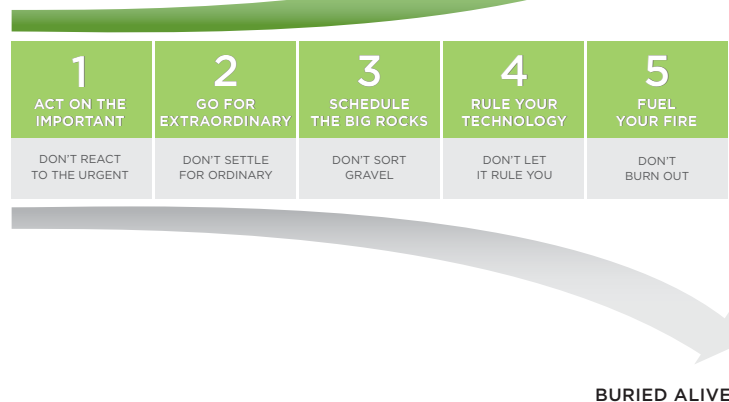 1
ACT ON THE
IMPORTANT
DON'T REACT
TO THE URGENT
2
GO FOR
EXTRAORDINARY
DON'T SETTLE
FOR ORDINARY
3
SCHEDULE
THE BIG ROCKS
DON'T SORT
GRAVEL
4
RULE YOUR
TECHNOLOGY
DON'T LET
IT RULE YOU
5
FUEL
YOUR FIRE
DON'T
BURN OUT
BURIED ALIVE